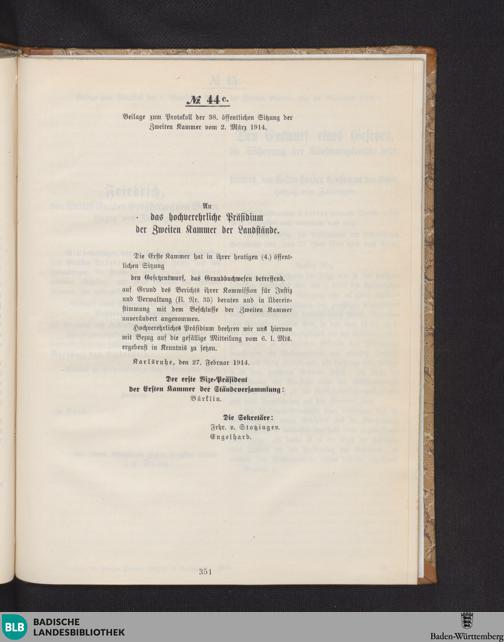 № 44c.
Beilage zum Protokoll der 38. öffentlichen Sitzung der
Zweiten Kammer vom 2. März 1914.
An
das hochverehrliche Präsidium
der Zweiten Kammer der Landstände.
Die Erste Kammer hat in ihrer heutigen (4.) öffent-
lichen Sitzung
den Gesetzentwurf, das Grundbuchwesen betreffend,
auf Grund des Berichts ihrer Kommission für Justiz
und Verwaltung (B. Nr. 35) beraten und in Überein-
stimmung mit dem Beschlusse der Zweiten Kammer
unverändert angenommen.
Hochverehrliches Präsidium beehren wir uns hiervon
mit Bezug auf die gefällige Mitteilung vom 6. l. Mts.
ergebenst in Kenntnis zu setzen.
Karlsruhe, den 27. Februar 1914.
Der erste Vize-Präsident
der Ersten Kammer der Ständeversammlung:
Bürklin.
Die Sekretäre:
Frhr. v. Stotzingen.
Engelhard.
351
BLB
BADISCHE
LANDESBIBLIOTHEK
Baden-Württemberg